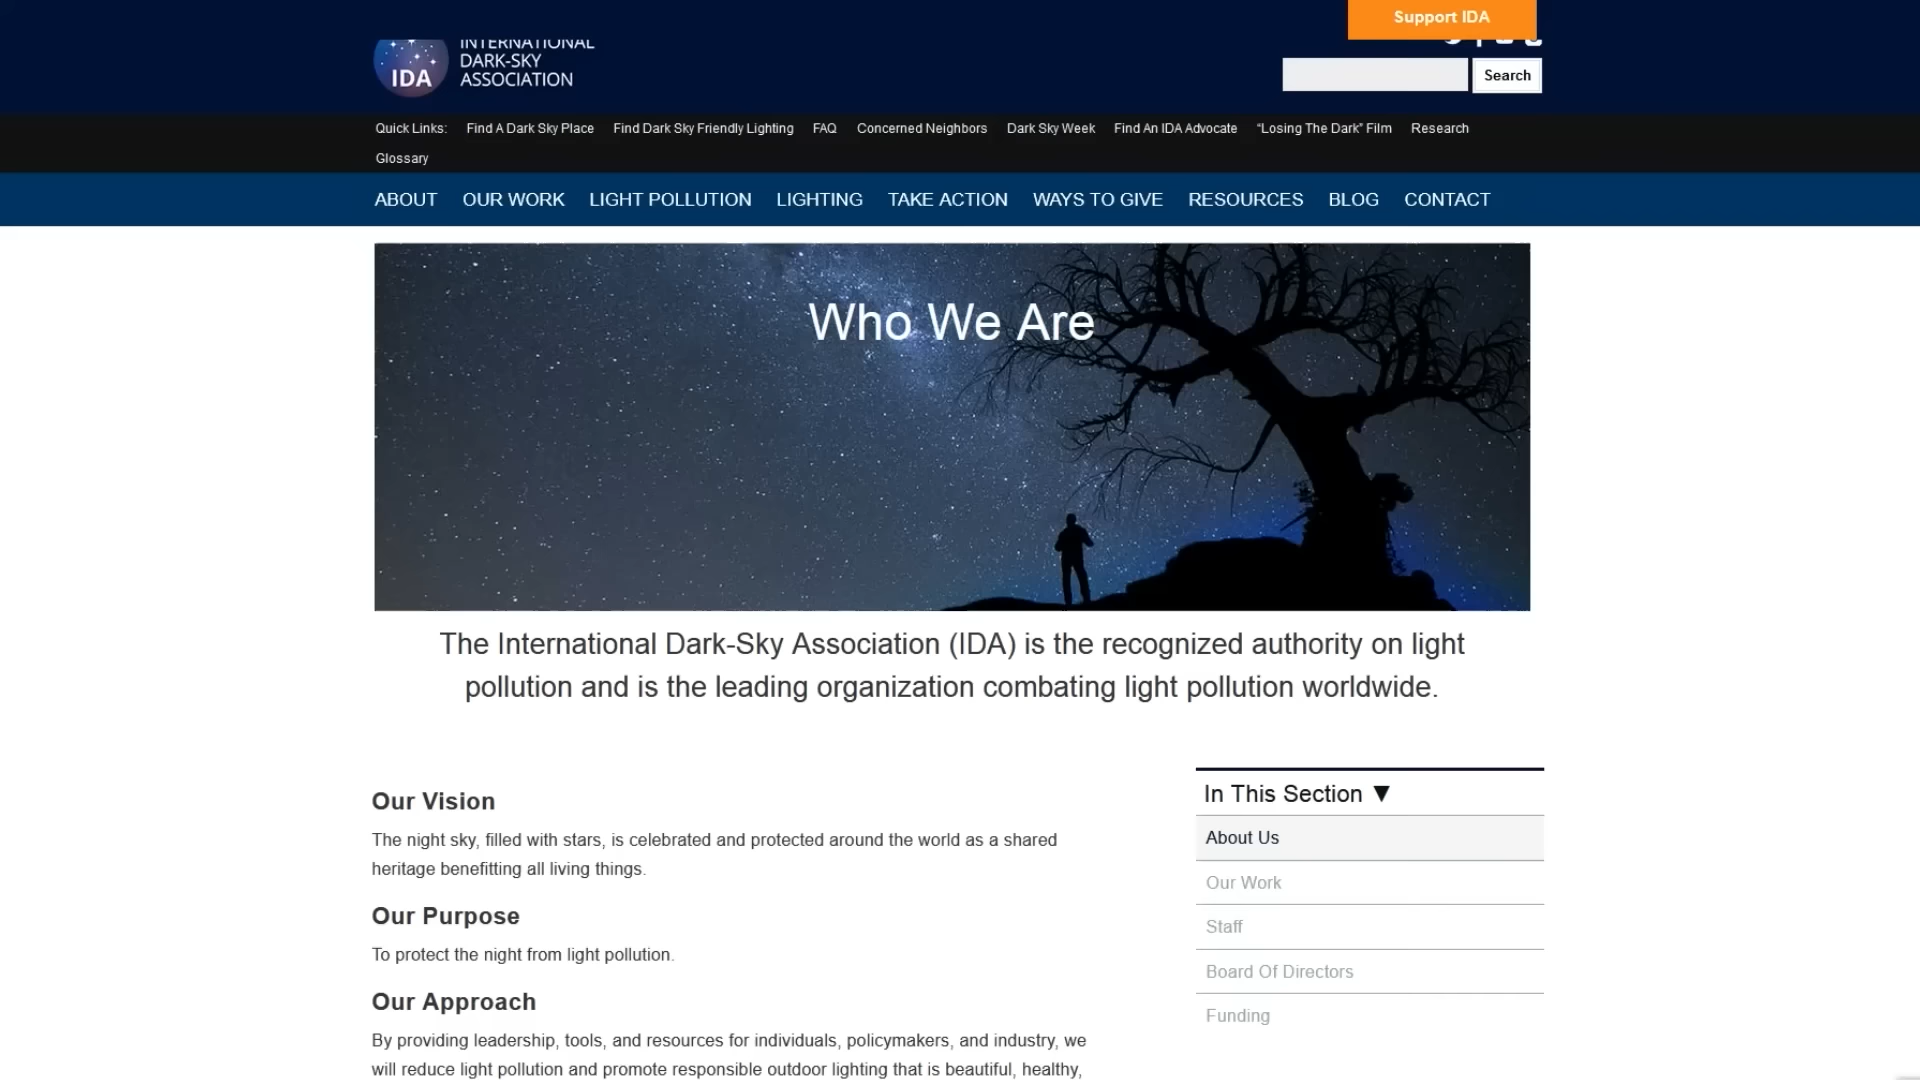 Support IDA
INTERNATIONAL
DARK-SKY
ASSOCIATION
IDA
Search
Quick Links: Find A Dark Sky Place Find Dark Sky Friendly Lighting FAQ Concerned Neighbors Dark Sky Week Find An IDA Advocate “Losing The Dark” Film Research
Glossary
ABOUT OUR WORK LIGHT POLLUTION LIGHTING TAKE ACTION WAYS TO GIVE RESOURCES BLOG CONTACT
Who We Are
The International Dark-Sky Association (IDA) is the recognized authority on light
pollution and is the leading organization combating light pollution worldwide.
Our Vision
The night sky, filled with stars, is celebrated and protected around the world as a shared
heritage benefitting all living things.
Our Purpose
To protect the night from light pollution.
Our Approach
By providing leadership, tools, and resources for individuals, policymakers, and industry, we
will reduce light pollution and promote responsible outdoor lighting that is beautiful, healthy,
In This Section ▼
About Us
Our Work
Staff
Board Of Directors
Funding